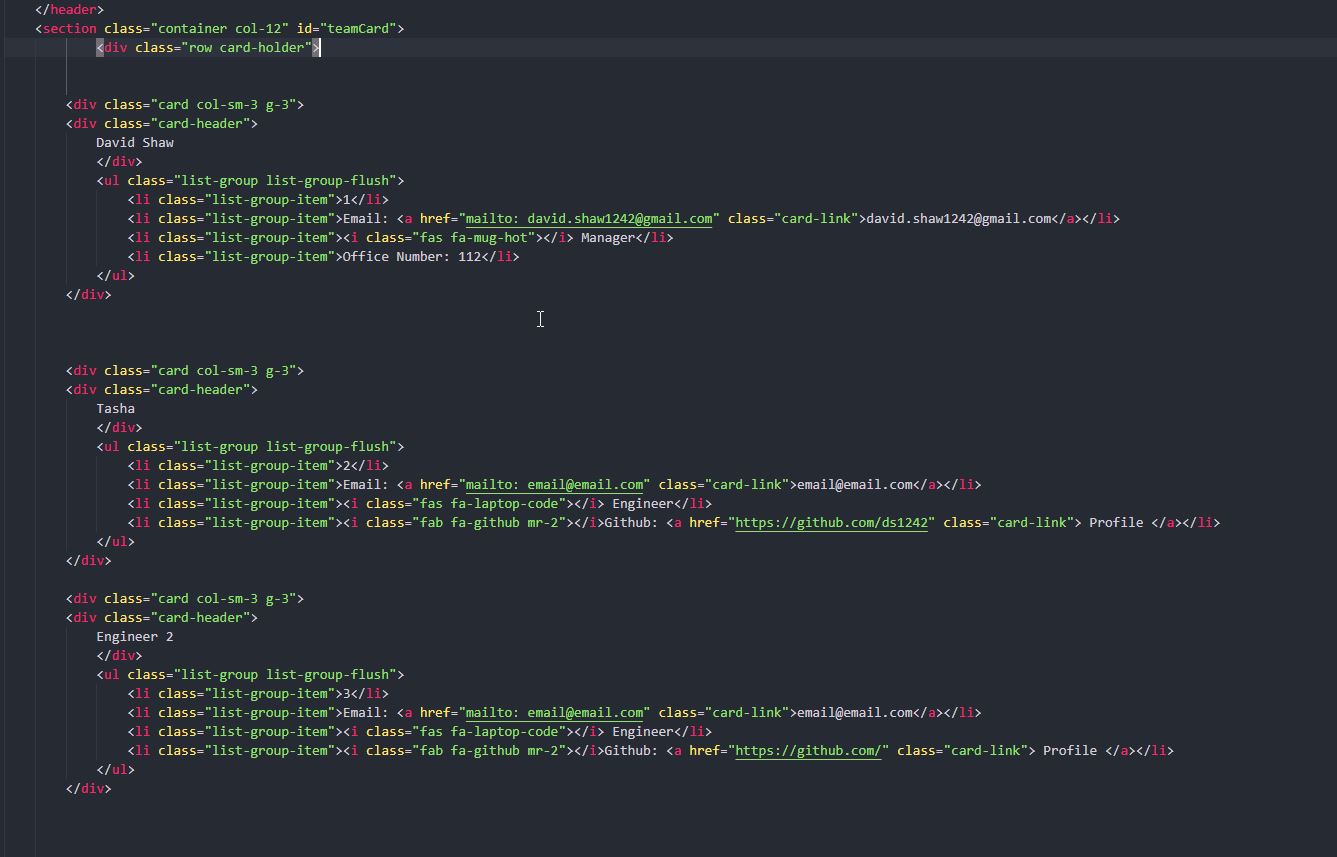 </header>
<section class="container col-12" id="teamCard">
<div class="row card-holder">
<div class="card col-sm-3 g-3">
<div class="card-header">
David Shaw
</div>
<ul class="list-group list-group-flush">
<li class="list-group-item">1</li>
<li class="list-group-item">Email: <a href="mailto: david.shaw1242@gmail.com" class="card-link">david.shaw1242@gmail.com</a></li>
<li class="list-group-item"><i class="fas fa-mug-hot"></i> Manager</li>
<li class="list-group-item">Office Number: 112</li>
</ul>
</div>
<div class="card col-sm-3 g-3">
<div class="card-header">
Tasha
</div>
<ul class="list-group list-group-flush">
<li class="list-group-item">2</li>
<li class="list-group-item">Email: <a href="mailto: email@email.com" class="card-link">email@email.com</a></li>
<li class="list-group-item"><i class="fas fa-laptop-code"></i> Engineer</li>
<li class="list-group-item"><i class="fab fa-github mr-2"></i>Github: <a href="https://github.com/ds1242" class="card-link"> Profile </a></li>
</ul>
</div>
<div class="card col-sm-3 g-3">
<div class="card-header">
Engineer 2
</div>
<ul class="list-group list-group-flush">
<li class="list-group-item">3</li>
<li class="list-group-item">Email: <a href="mailto: email@email.com" class="card-link">email@email.com</a></li>
<li class="list-group-item"><i class="fas fa-laptop-code"></i> Engineer</li>
<li class="list-group-item"><i class="fab fa-github mr-2"></i>Github: <a href="https://github.com/" class="card-link"> Profile </a></li>
</ul>
</div>